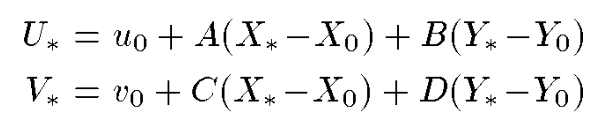 U∗ = u₀ + A(X∗ − X₀) + B(Y∗ − Y₀)
V∗ = v₀ + C(X∗ − X₀) + D(Y∗ − Y₀)